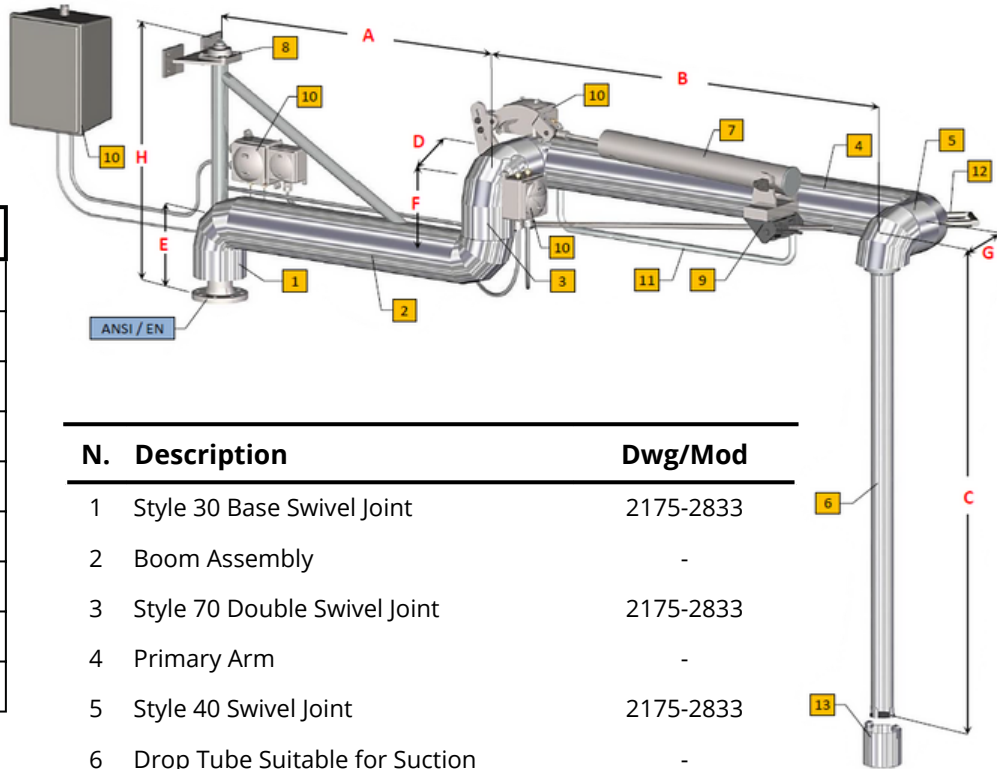 A
B
8
10
10
7
4
5
12
10
H
D
F
E
10
G
1
2
3
11
9
ANSI / EN
N. Description Dwg/Mod
1 Style 30 Base Swivel Joint 2175-2833
2 Boom Assembly -
3 Style 70 Double Swivel Joint 2175-2833
4 Primary Arm -
5 Style 40 Swivel Joint 2175-2833
6 Drop Tube Suitable for Suction -
6
C
13